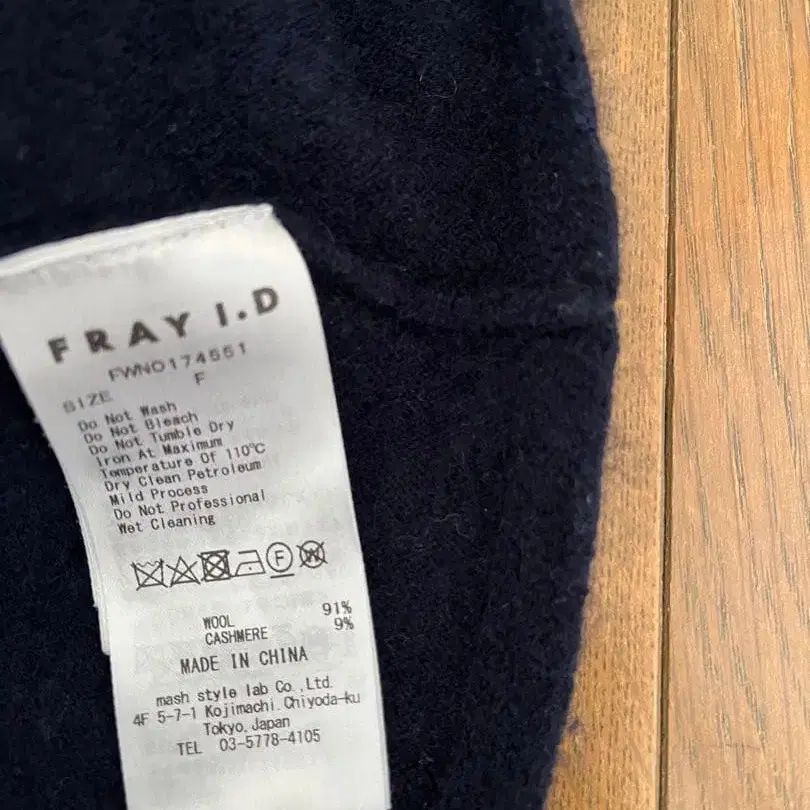 FRAY I.D
FWNO174551
SIZE F
Do Not Wash
Do Not Bleach
Do Not Tumble Dry
Iron At Maximum
Temperature Of 110℃
Dry Clean Petroleum
Mild Process
Do Not Professional
Wet Cleaning
F W
WOOL 91%
CASHMERE 9%
MADE IN CHINA
mash style lab Co.,Ltd.
4F 5-7-1 Kojimachi.Chiyoda-ku
Tokyo.Japan
TEL 03-5778-4105